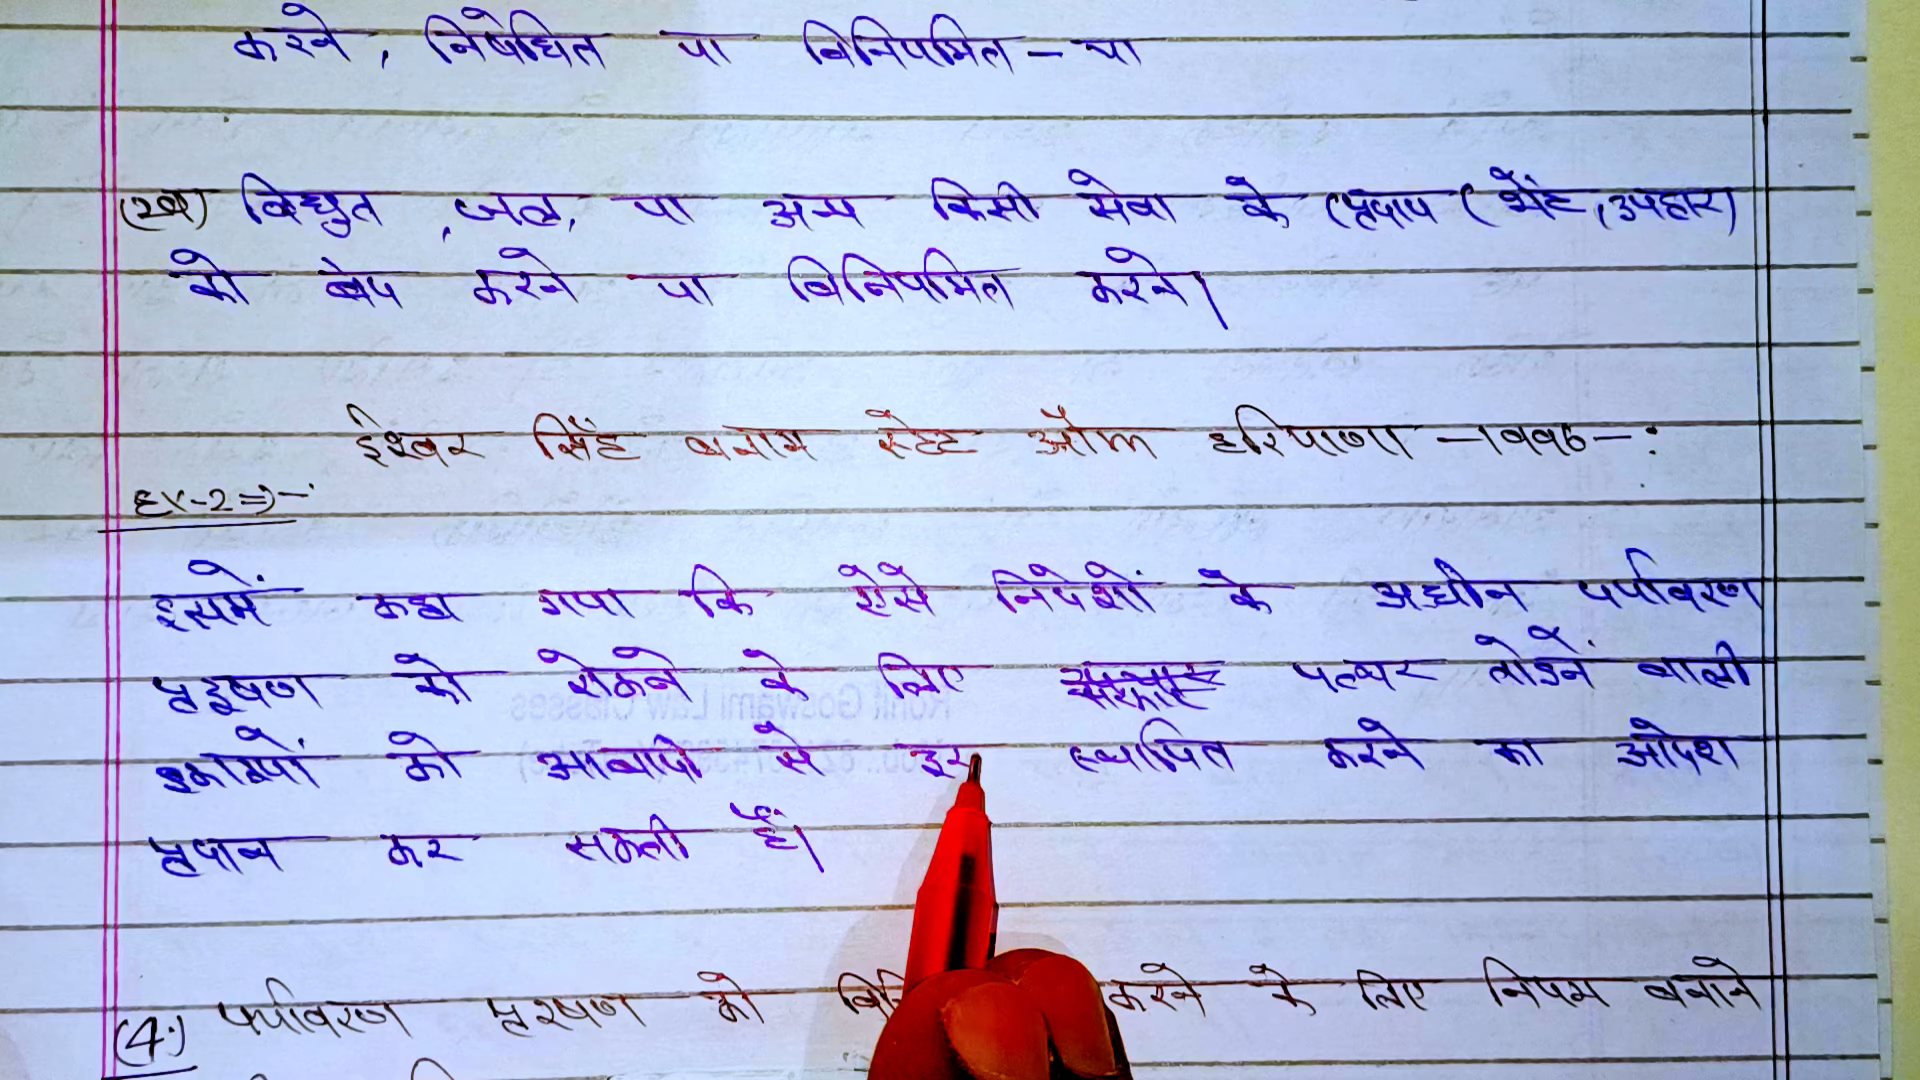 करने, निषेधित या विनियमित - या
(ख) विद्युत, जल, या अन्य किसी सेवा के (प्रदाय (भेंट, उपहार)
को बंद करने या विनियमित करने।
ईश्वर सिंह बनाम स्टेट ऑफ हरियाणा - 1996 - :
Ex-2 ⇒ -:
इसमें कहा गया कि ऐसे निदेशों के अधीन पर्यावरण
प्रदूषण को रोकने के लिए पत्थर तोडनें वाली
इकाइयों को आबादी से दूर स्थापित करने का आदेश
प्रदान कर सकती हैं।
(4.) पर्यावरण प्रदूषण को करने के लिए नियम बनाने